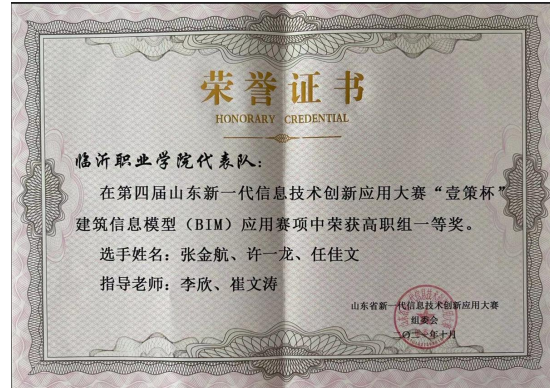 荣誉证书
HONORARY CREDENTIAL
临沂职业学院代表队：
在第四届山东新一代信息技术创新应用大赛“壹策杯”
建筑信息模型（BIM）应用赛项中荣获高职组一等奖。
选手姓名：张金航、许一龙、任佳文
指导老师：李欣、崔文涛
山东省新一代信息技术创新应用大赛
组委会
年十月